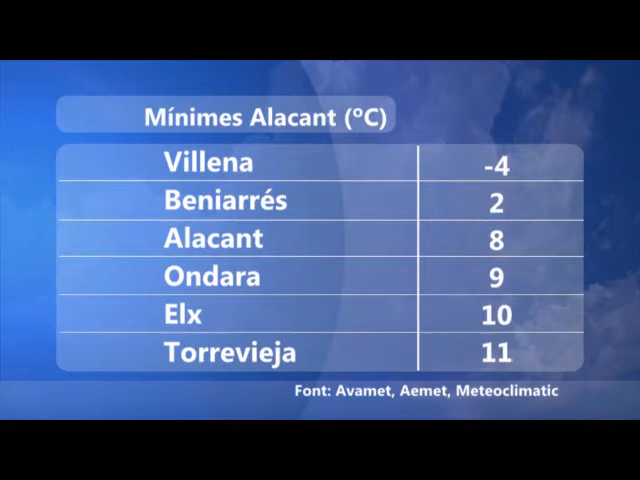 Mínimes Alacant (ºC)
Villena -4
Beniarrés 2
Alacant 8
Ondara 9
Elx 10
Torrevieja 11
Font: Avamet, Aemet, Meteoclimatic